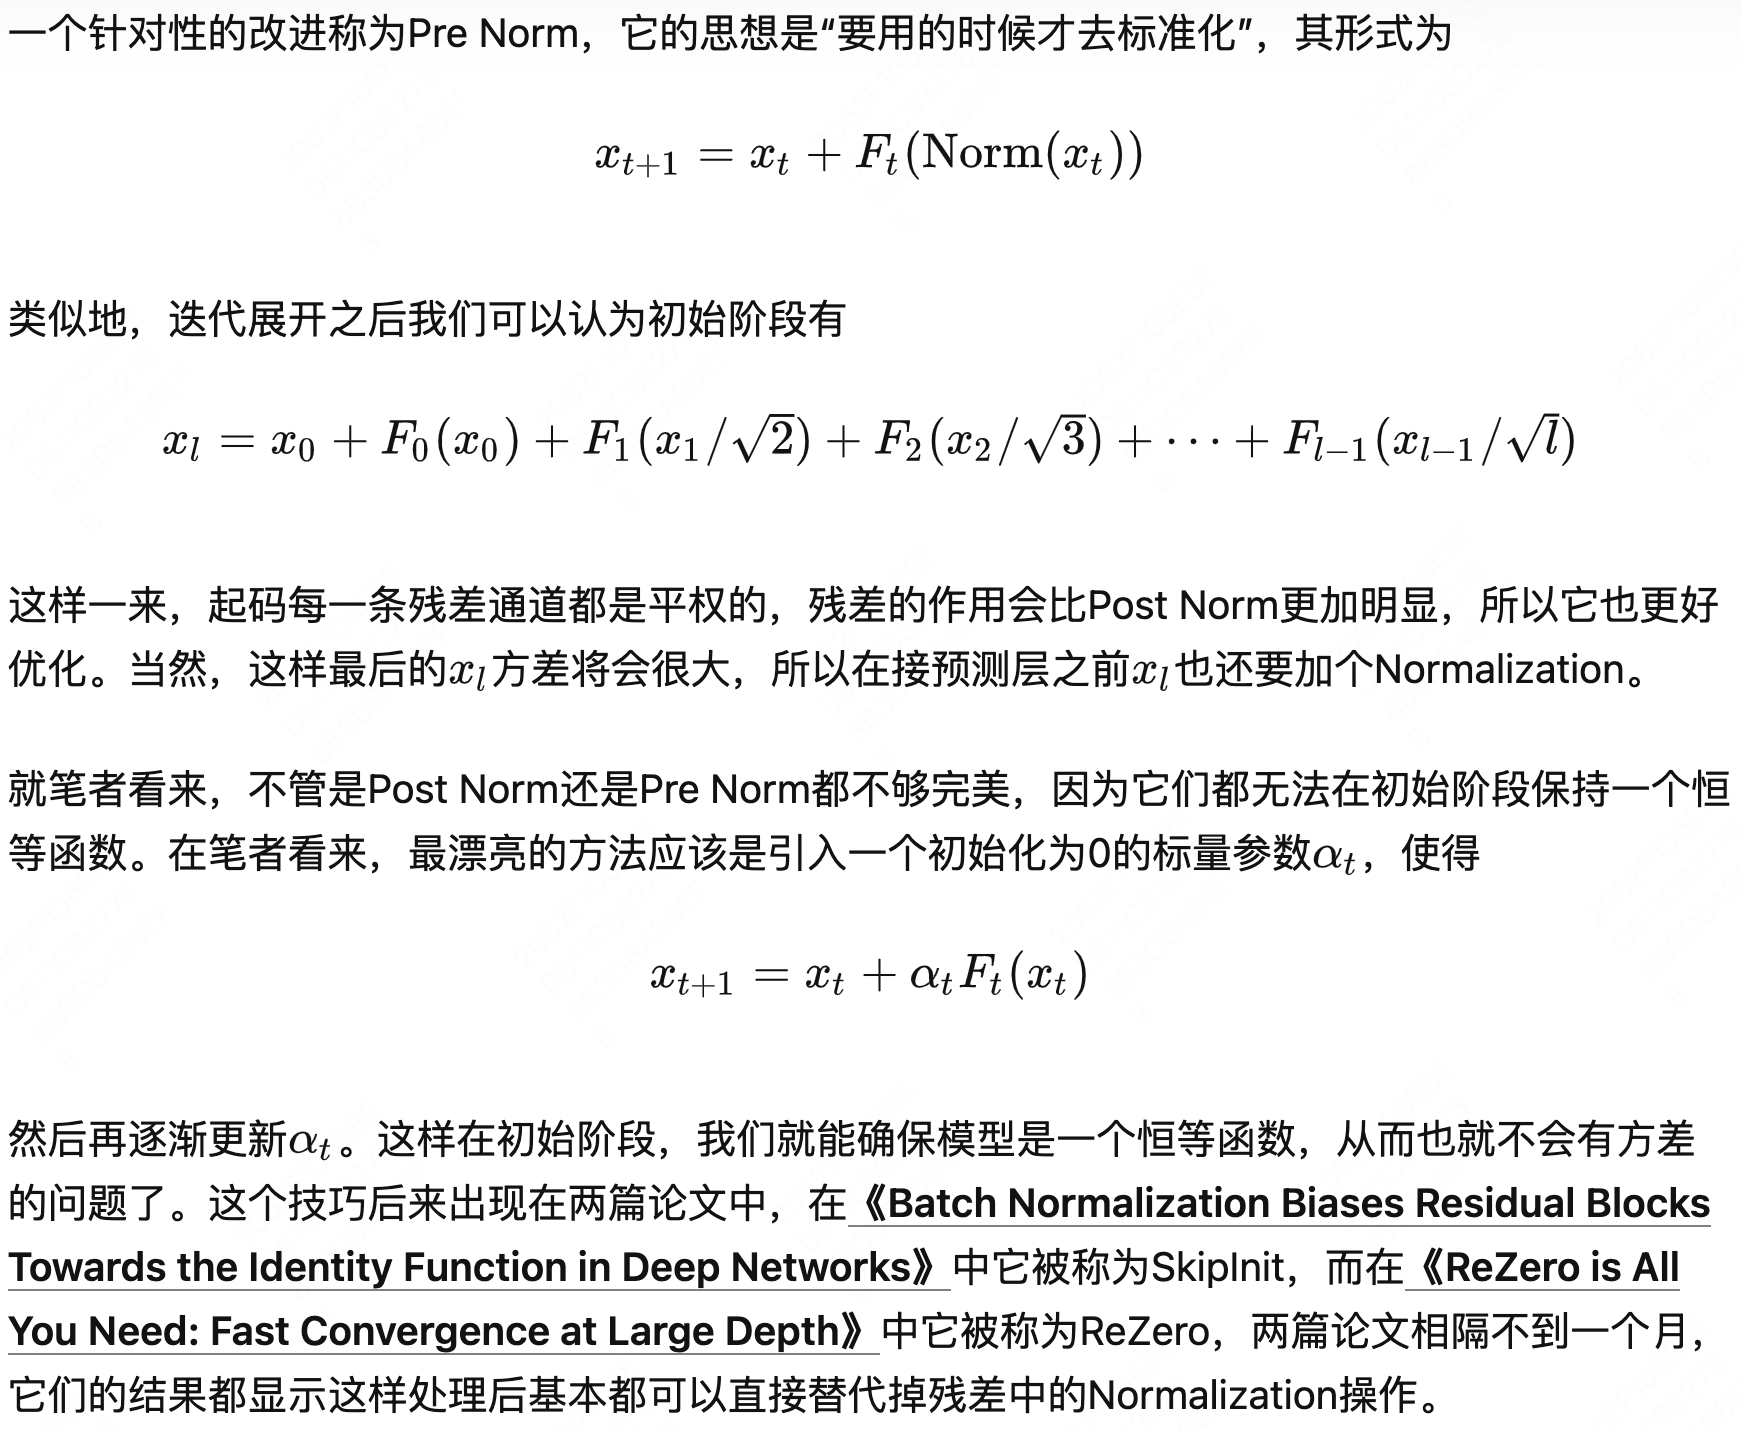 一个针对性的改进称为Pre Norm，它的思想是“要用的时候才去标准化”，其形式为
x_{t+1} = x_t + F_t(Norm(x_t))
类似地，迭代展开之后我们可以认为初始阶段有
x_l = x_0 + F_0(x_0) + F_1(x_1/√2) + F_2(x_2/√3) + ⋯ + F_{l−1}(x_{l−1}/√l)
这样一来，起码每一条残差通道都是平权的，残差的作用会比Post Norm更加明显，所以它也更好
优化。当然，这样最后的x_l方差将会很大，所以在接预测层之前x_l也还要加个Normalization。
就笔者看来，不管是Post Norm还是Pre Norm都不够完美，因为它们都无法在初始阶段保持一个恒
等函数。在笔者看来，最漂亮的方法应该是引入一个初始化为0的标量参数α_t，使得
x_{t+1} = x_t + α_t F_t(x_t)
然后再逐渐更新α_t。这样在初始阶段，我们就能确保模型是一个恒等函数，从而也就不会有方差
的问题了。这个技巧后来出现在两篇论文中，在《Batch Normalization Biases Residual Blocks
Towards the Identity Function in Deep Networks》中它被称为SkipInit，而在《ReZero is All
You Need: Fast Convergence at Large Depth》中它被称为ReZero，两篇论文相隔不到一个月，
它们的结果都显示这样处理后基本都可以直接替代掉残差中的Normalization操作。